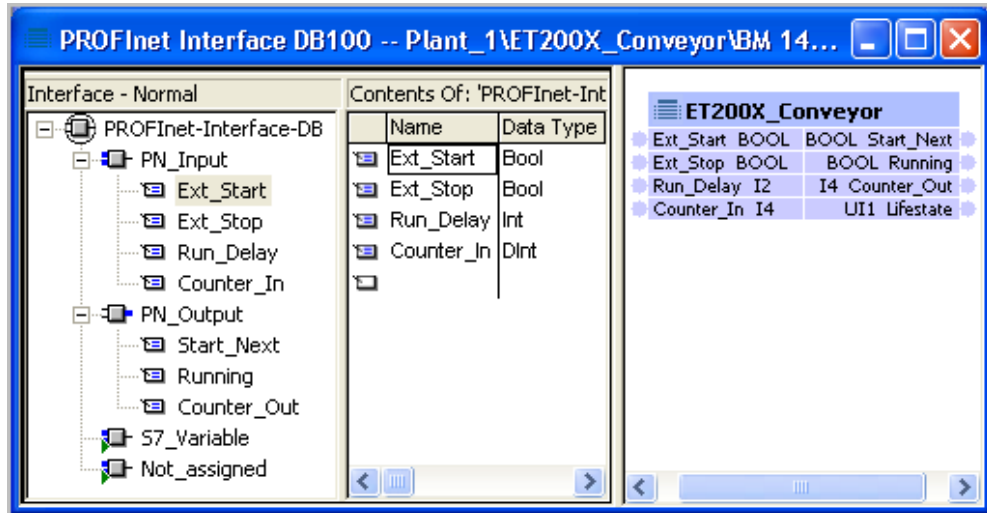 PROFInet Interface DB100 -- Plant_1\ET200X_Conveyor\BM 14...
Interface - Normal
PROFInet-Interface-DB
PN_Input
Ext_Start
Ext_Stop
Run_Delay
Counter_In
PN_Output
Start_Next
Running
Counter_Out
S7_Variable
Not_assigned
Contents Of: 'PROFInet-Int
Name Data Type
Ext_Start Bool
Ext_Stop Bool
Run_Delay Int
Counter_In DInt
ET200X_Conveyor
Ext_Start BOOL BOOL Start_Next
Ext_Stop BOOL BOOL Running
Run_Delay I2 I4 Counter_Out
Counter_In I4 UI1 Lifestate